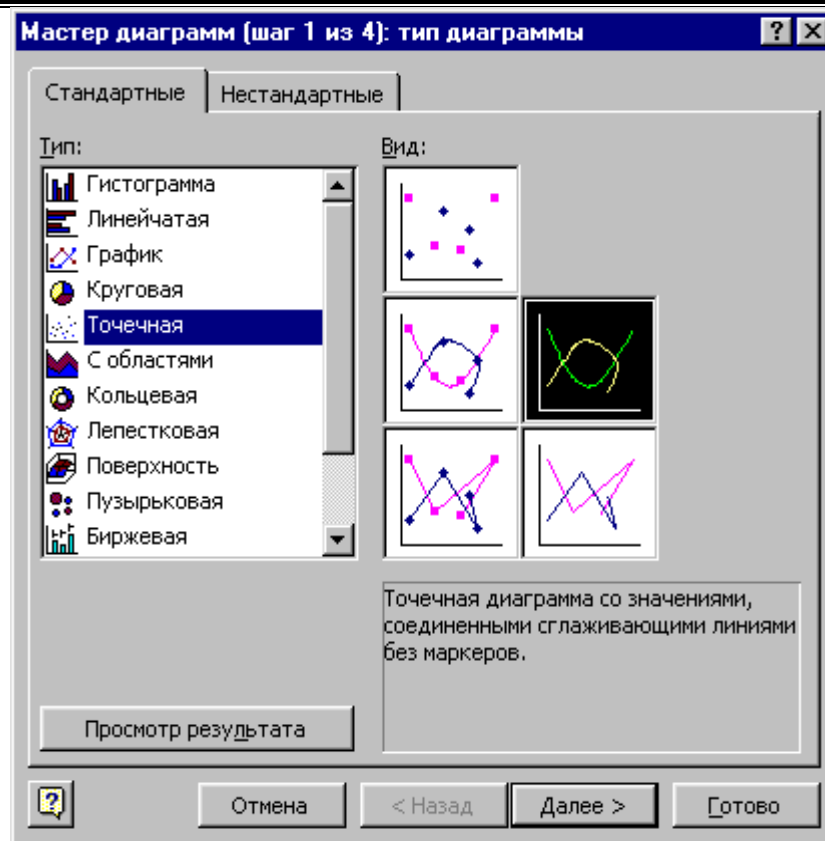 Мастер диаграмм (шаг 1 из 4): тип диаграммы
Стандартные
Нестандартные
Тип:
Вид:
Гистограмма
Линейчатая
График
Круговая
Точечная
С областями
Кольцевая
Лепестковая
Поверхность
Пузырьковая
Биржевая
Точечная диаграмма со значениями,
соединенными сглаживающими линиями
без маркеров.
Просмотр результата
Отмена
< Назад
Далее >
Готово